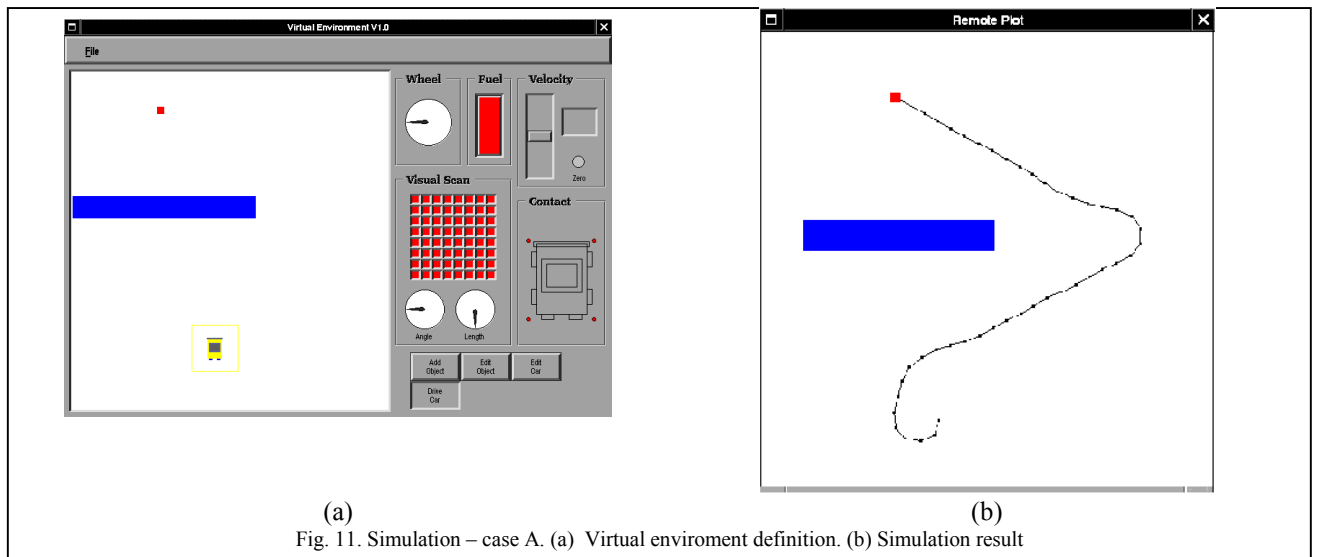 Virtual Environment V1.0
File
Wheel
Fuel
Velocity
Zero
Visual Scan
Contact
Angle
Length
Add Object
Edit Object
Edit Car
Drive Car
Remote Plot
(a)
(b)
Fig. 11. Simulation – case A. (a) Virtual enviroment definition. (b) Simulation result